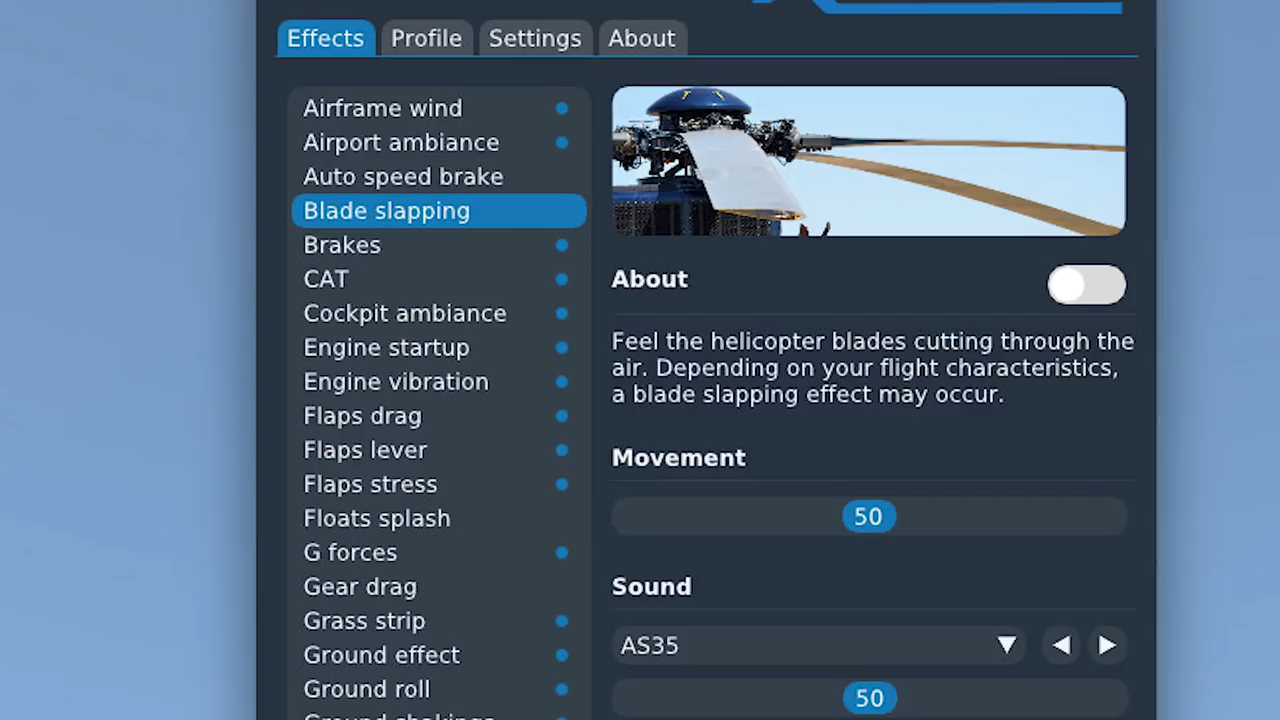 Effects Profile Settings About
Airframe wind
Airport ambiance
Auto speed brake
Blade slapping
Brakes
CAT
Cockpit ambiance
Engine startup
Engine vibration
Flaps drag
Flaps lever
Flaps stress
Floats splash
G forces
Gear drag
Grass strip
Ground effect
Ground roll
About
Feel the helicopter blades cutting through the
air. Depending on your flight characteristics,
a blade slapping effect may occur.
Movement
50
Sound
AS35
50